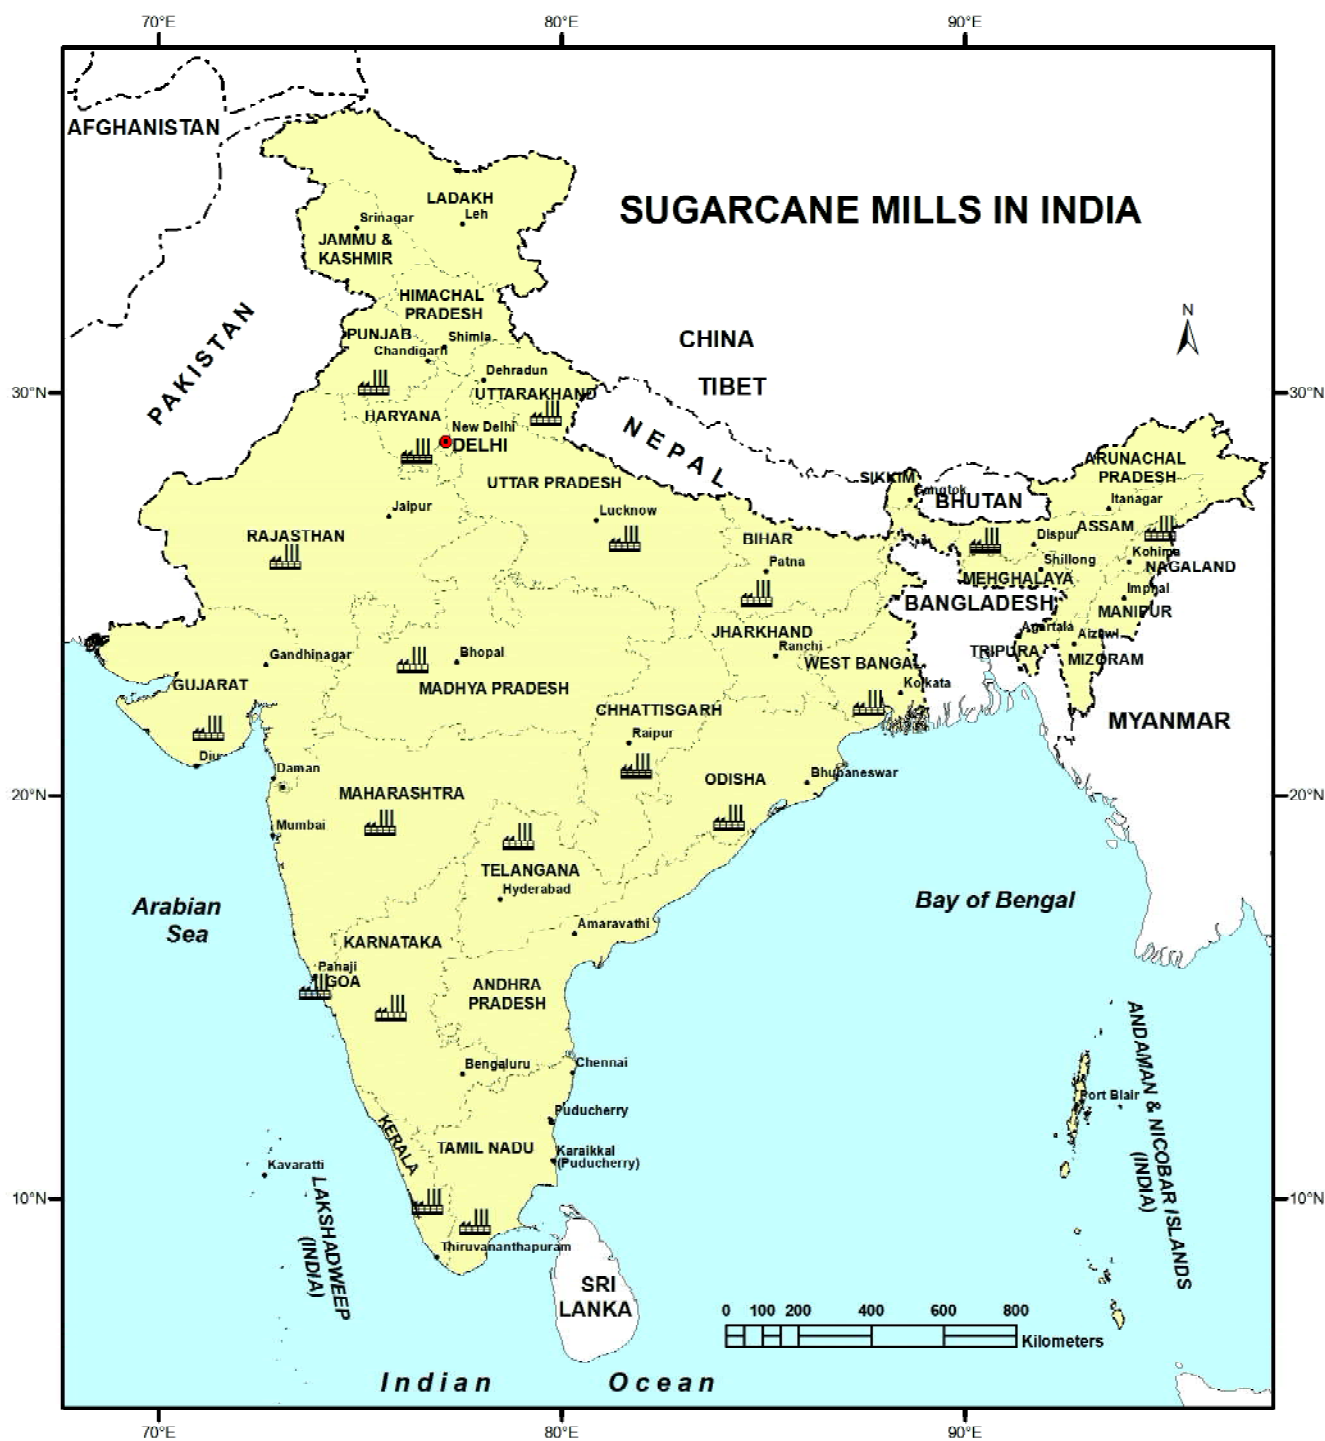 70°E
80°E
90°E
AFGHANISTAN
LADAKH
Leh
Srinagar
JAMMU &
KASHMIR
SUGARCANE MILLS IN INDIA
HIMACHAL
PRADESH
PUNJAB
Shimla
Chandigarh
PAKISTAN
CHINA
TIBET
N
Dehradun
UTTARAKHAND
30°N
30°N
HARYANA
New Delhi
DELHI
NEPAL
UTTAR PRADESH
SIKKIM
Gangtok
BHUTAN
ARUNACHAL
PRADESH
Itanagar
Jaipur
Lucknow
RAJASTHAN
BIHAR
Patna
ASSAM
Dispur
Kohima
NAGALAND
Shillong
MEHGHALAYA
Imphal
MANIPUR
BANGLADESH
JHARKHAND
Ranchi
Agartala
Aizawl
TRIPURA
MIZORAM
Gandhinagar
Bhopal
WEST BANGAL
Kolkata
GUJARAT
MADHYA PRADESH
CHHATTISGARH
Raipur
MYANMAR
Diu
Daman
ODISHA
Bhubaneswar
MAHARASHTRA
20°N
20°N
Mumbai
TELANGANA
Hyderabad
Arabian
Sea
Bay of Bengal
Amaravathi
KARNATAKA
Panaji
GOA
ANDHRA
PRADESH
Bengaluru
Chennai
Port Blair
ANDAMAN & NICOBAR ISLANDS
(INDIA)
Puducherry
KERALA
TAMIL NADU
Karaikkal
(Puducherry)
Kavaratti
LAKSHADWEEP
(INDIA)
10°N
10°N
Thiruvananthapuram
SRI
LANKA
0 100 200 400 600 800
Kilometers
Indian Ocean
70°E
80°E
90°E